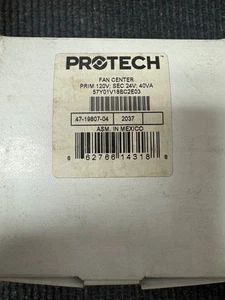 PROTECH
FAN CENTER
PRIM 120V; SEC 24V; 40VA
57Y01V18BC2E03
47-19807-04 2037
ASM. IN MEXICO
6 62766 14318 8